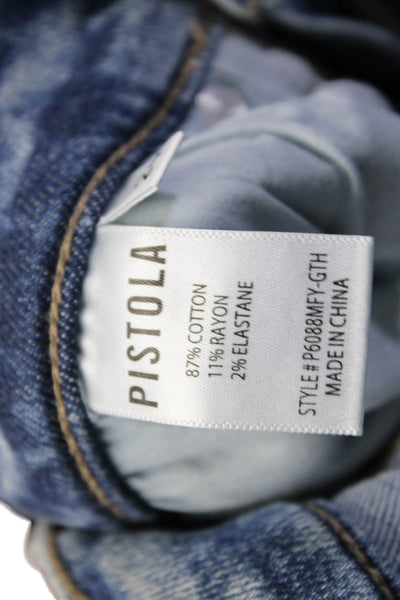 PISTOLA
87% COTTON
11% RAYON
2% ELASTANE
STYLE # P6088MFY-GTH
MADE IN CHINA